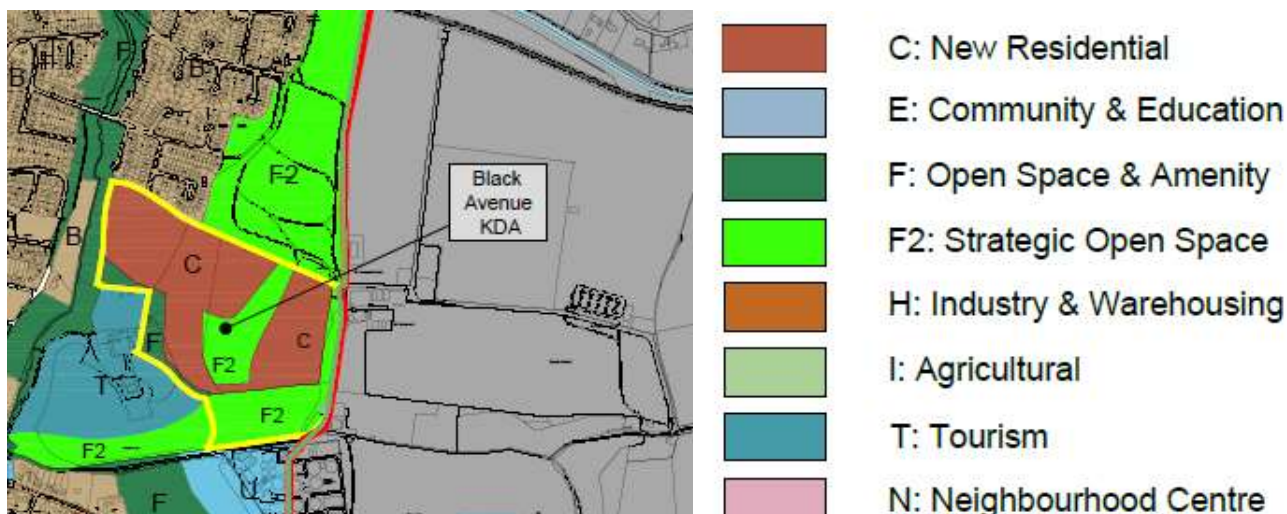 B
F
B
F2
Black
Avenue
KDA
B
C
F
C
F2
T
F2
F2
F
U
C: New Residential
E: Community & Education
F: Open Space & Amenity
F2: Strategic Open Space
H: Industry & Warehousing
I: Agricultural
T: Tourism
N: Neighbourhood Centre